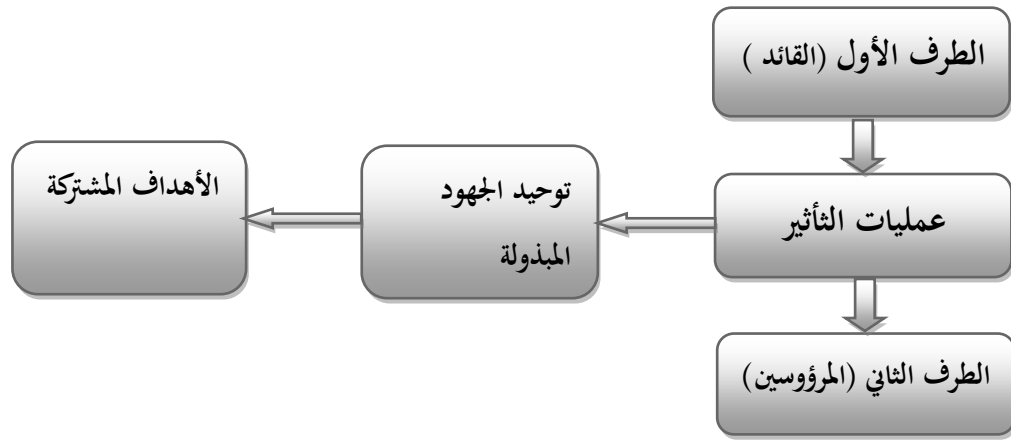 الطرف الأول (القائد )
عمليات الثأثير
توحيد الجهود
المبذولة
الأهداف المشتركة
الطرف الثاني (المرؤوسين)